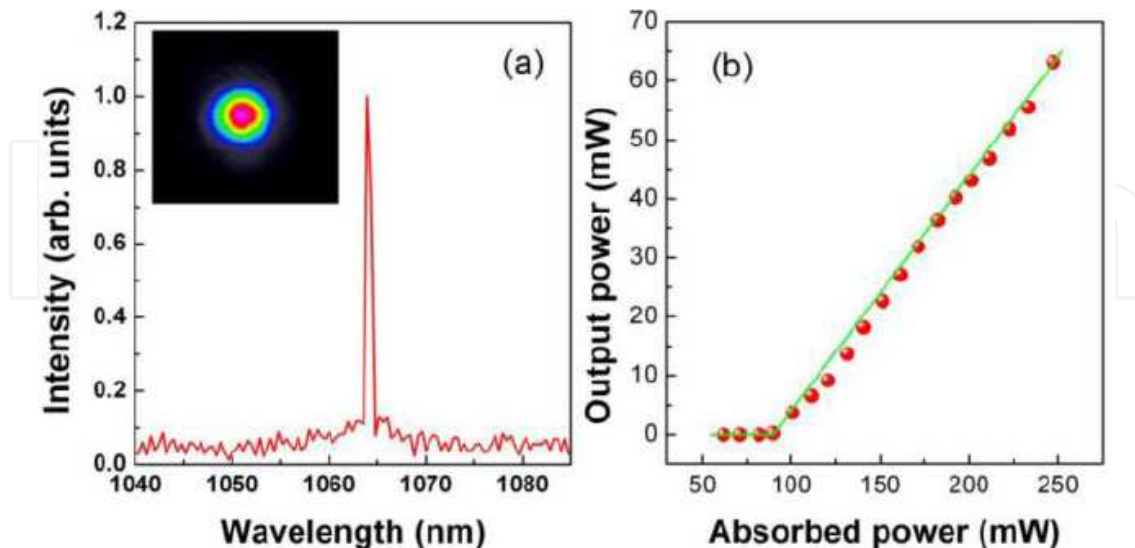 (a)
Intensity (arb. units)
1.2
1.0
0.8
0.6
0.4
0.2
0.0
1040 1050 1060 1070 1080
Wavelength (nm)
(b)
Output power (mW)
70
60
50
40
30
20
10
0
50 100 150 200 250
Absorbed power (mW)